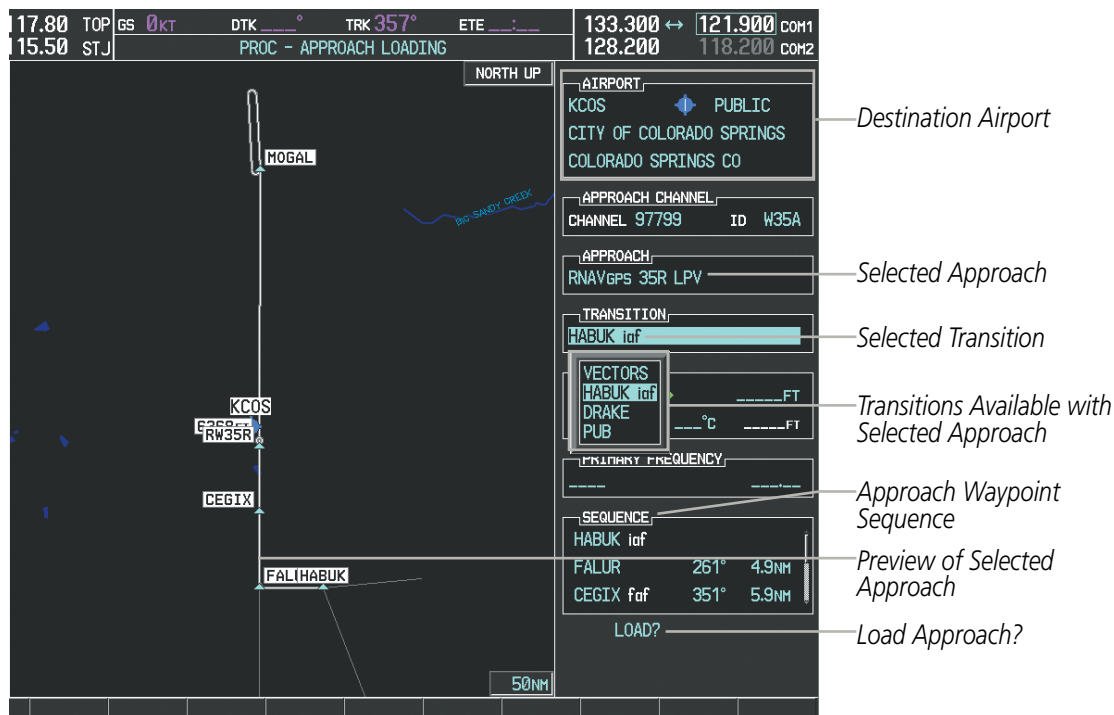 117.80 TOP
115.50 STJ
GS 0KT DTK ___° TRK 357° ETE __:__
PROC - APPROACH LOADING
133.300 ↔ 121.900 COM1
128.200 118.200 COM2
NORTH UP
MOGAL
BIG SANDY CREEK
KCOS
RW35R
CEGIX
HABUK
50NM
AIRPORT
KCOS PUBLIC
CITY OF COLORADO SPRINGS
COLORADO SPRINGS CO
APPROACH CHANNEL
CHANNEL 97799 ID W35A
APPROACH
RNAVGPS 35R LPV
TRANSITION
HABUK iaf
VECTORS
HABUK iaf
DRAKE
PUB
_____FT
___°C _____FT
PRIMARY FREQUENCY
____ ___.__
SEQUENCE
HABUK iaf
FALUR 261° 4.9NM
CEGIX faf 351° 5.9NM
LOAD?
Destination Airport
Selected Approach
Selected Transition
Transitions Available with
Selected Approach
Approach Waypoint
Sequence
Preview of Selected
Approach
Load Approach?